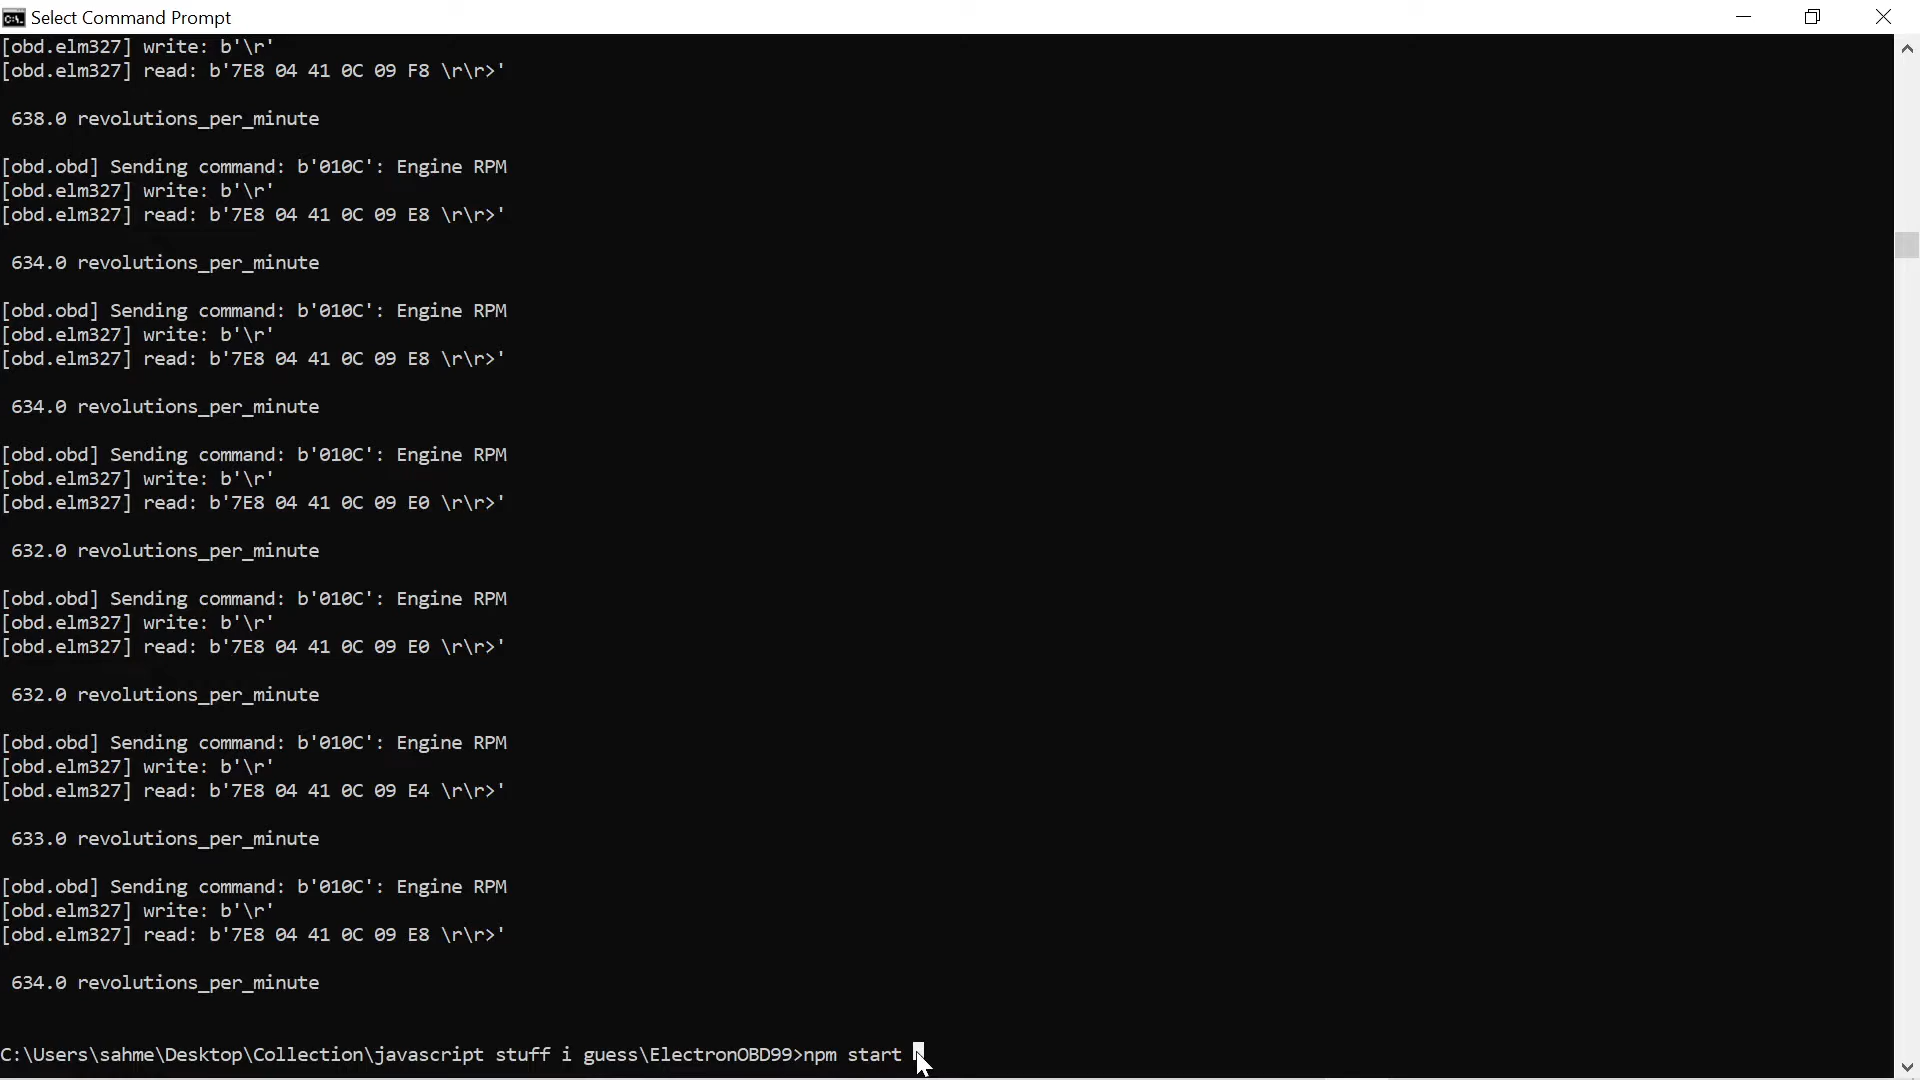 Select Command Prompt
[obd.elm327] write: b'\r'
[obd.elm327] read: b'7E8 04 41 0C 09 F8 \r\r>'
638.0 revolutions_per_minute
[obd.obd] Sending command: b'010C': Engine RPM
[obd.elm327] write: b'\r'
[obd.elm327] read: b'7E8 04 41 0C 09 E8 \r\r>'
634.0 revolutions_per_minute
[obd.obd] Sending command: b'010C': Engine RPM
[obd.elm327] write: b'\r'
[obd.elm327] read: b'7E8 04 41 0C 09 E8 \r\r>'
634.0 revolutions_per_minute
[obd.obd] Sending command: b'010C': Engine RPM
[obd.elm327] write: b'\r'
[obd.elm327] read: b'7E8 04 41 0C 09 E0 \r\r>'
632.0 revolutions_per_minute
[obd.obd] Sending command: b'010C': Engine RPM
[obd.elm327] write: b'\r'
[obd.elm327] read: b'7E8 04 41 0C 09 E0 \r\r>'
632.0 revolutions_per_minute
[obd.obd] Sending command: b'010C': Engine RPM
[obd.elm327] write: b'\r'
[obd.elm327] read: b'7E8 04 41 0C 09 E4 \r\r>'
633.0 revolutions_per_minute
[obd.obd] Sending command: b'010C': Engine RPM
[obd.elm327] write: b'\r'
[obd.elm327] read: b'7E8 04 41 0C 09 E8 \r\r>'
634.0 revolutions_per_minute
C:\Users\sahme\Desktop\Collection\javascript stuff i guess\ElectronOBD99>npm start